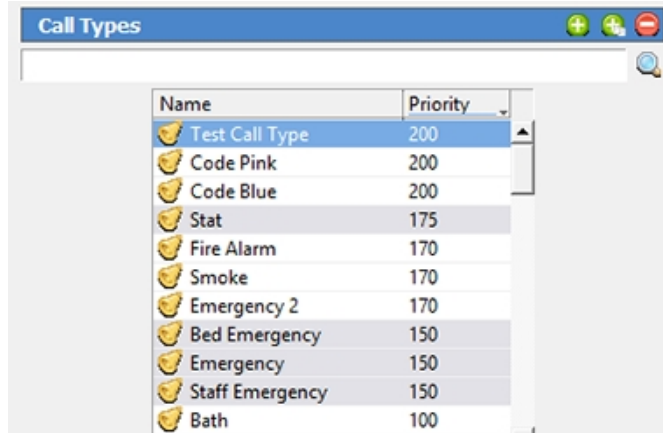 Call Types
Name Priority
Test Call Type 200
Code Pink 200
Code Blue 200
Stat 175
Fire Alarm 170
Smoke 170
Emergency 2 170
Bed Emergency 150
Emergency 150
Staff Emergency 150
Bath 100